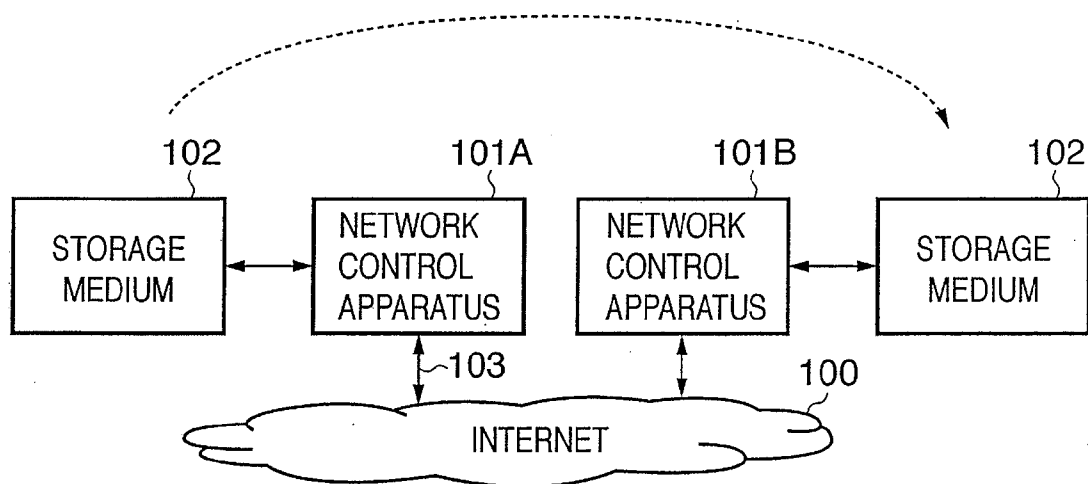 102
101A
101B
102
STORAGE
MEDIUM
NETWORK
CONTROL
APPARATUS
NETWORK
CONTROL
APPARATUS
STORAGE
MEDIUM
103
100
INTERNET